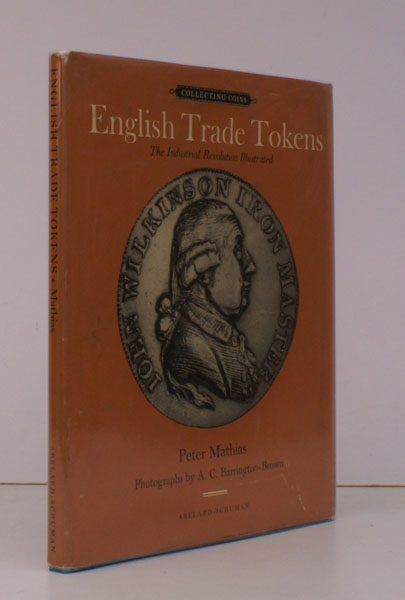 COLLECTING COINS
English Trade Tokens
The Industrial Revolution Illustrated
IOHN WILKINSON IRON MASTER
Peter Mathias
Photographs by A. C. Barrington-Brown
ABELARD-SCHUMAN
ENGLISH TRADE TOKENS • Mathias
ABELARD-SCHUMAN